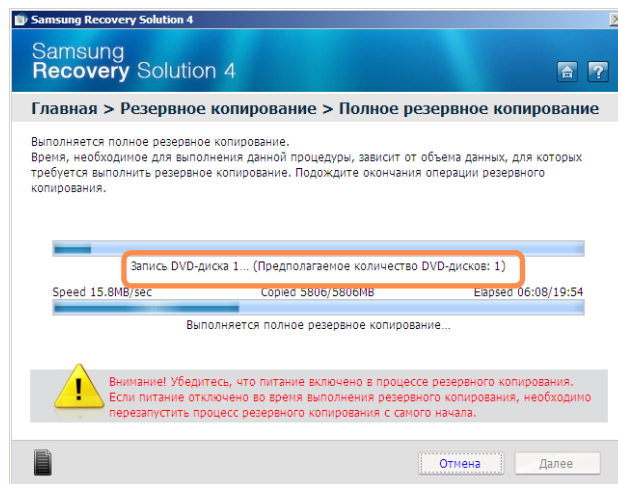 Samsung Recovery Solution 4
Samsung
Recovery Solution 4
?
Главная > Резервное копирование > Полное резервное копирование
Выполняется полное резервное копирование.
Время, необходимое для выполнения данной процедуры, зависит от объема данных, для которых
требуется выполнить резервное копирование. Подождите окончания операции резервного
копирования.
Запись DVD-диска 1... (Предполагаемое количество DVD-дисков: 1)
Speed 15.8MB/sec Copied 5806/5806MB Elapsed 06:08/19:54
Выполняется полное резервное копирование...
Внимание! Убедитесь, что питание включено в процессе резервного копирования.
Если питание отключено во время выполнения резервного копирования, необходимо
перезапустить процесс резервного копирования с самого начала.
Отмена Далее